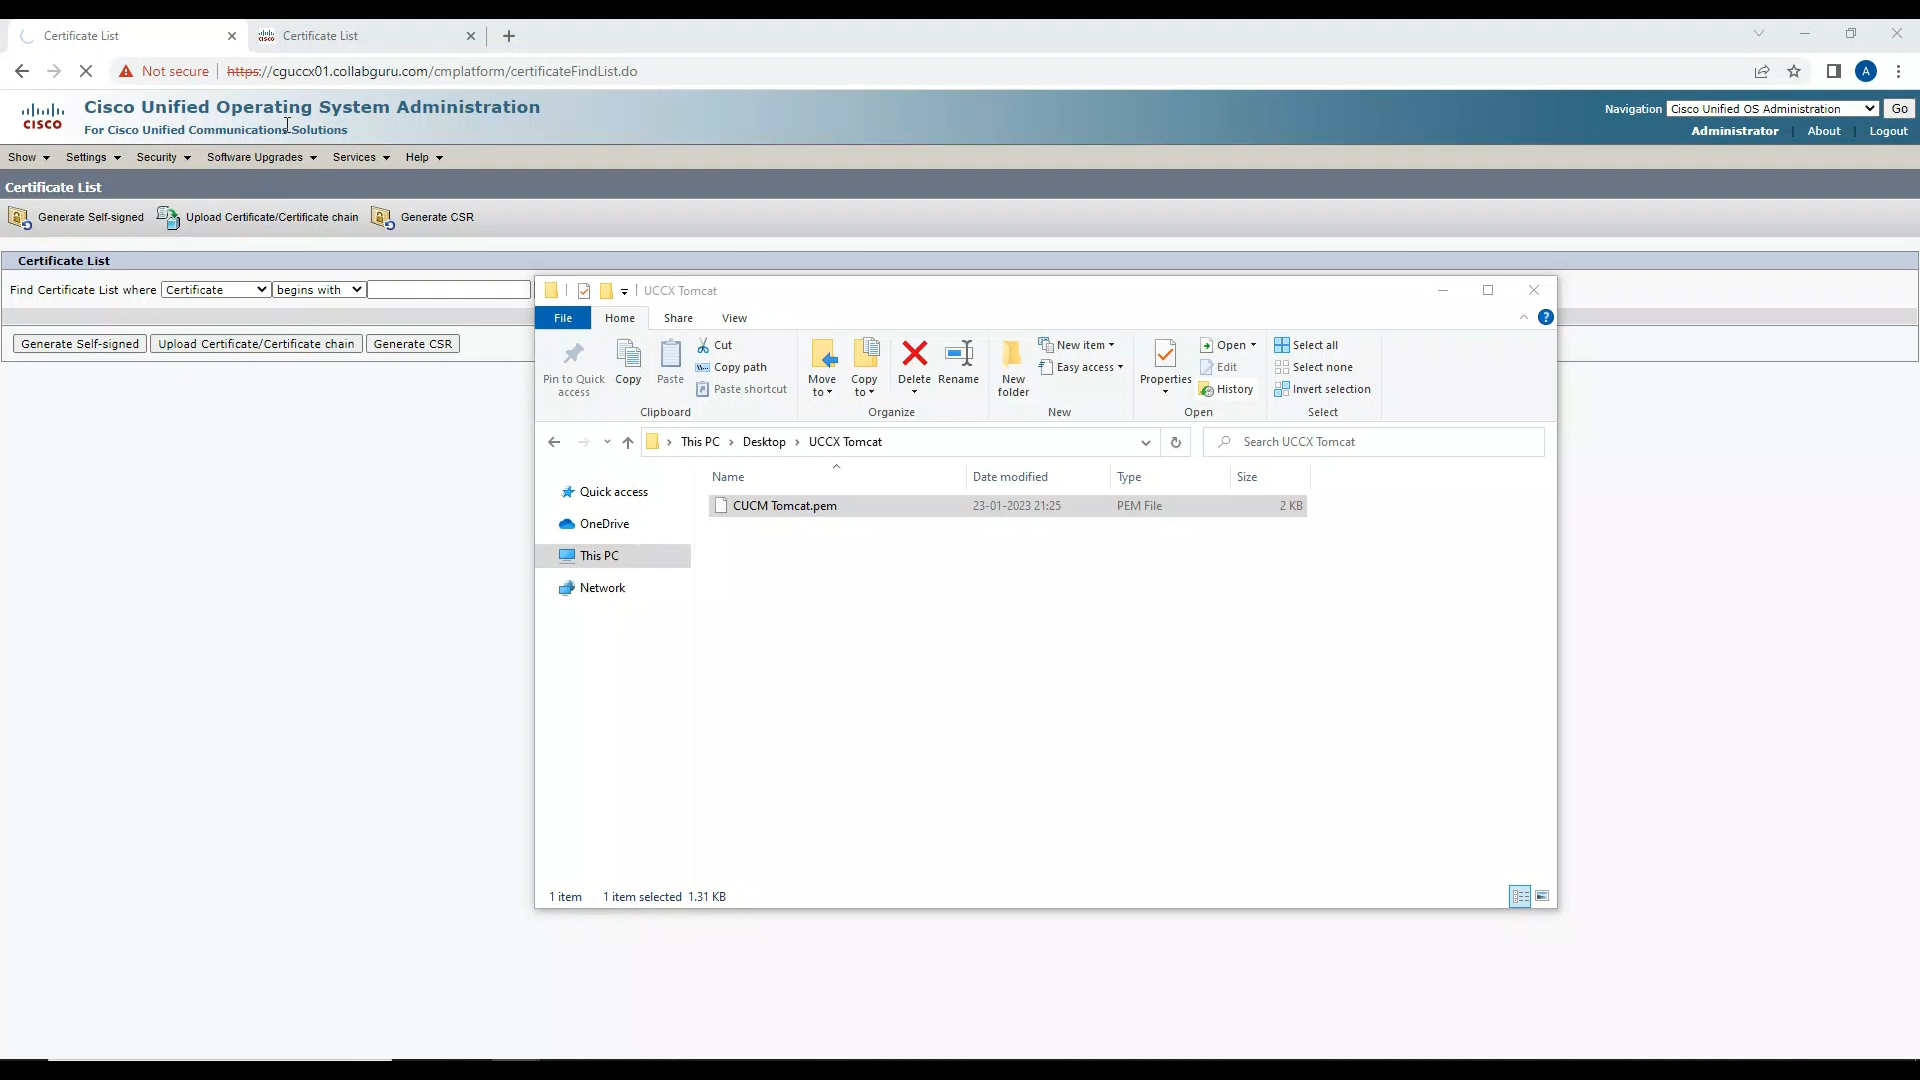 Certificate List
Certificate List
Not secure
https://cguccx01.collabguru.com/cmplatform/certificateFindList.do
A
CISCO
Cisco Unified Operating System Administration
For Cisco Unified Communications Solutions
Navigation Cisco Unified OS Administration Go
Administrator About Logout
Show Settings Security Software Upgrades Services Help
Certificate List
Generate Self-signed Upload Certificate/Certificate chain Generate CSR
Certificate List
Find Certificate List where Certificate begins with
Generate Self-signed Upload Certificate/Certificate chain Generate CSR
UCCX Tomcat
File Home Share View
Pin to Quick access
Copy
Paste
Cut
Copy path
Paste shortcut
Clipboard
Move to
Copy to
Delete
Rename
Organize
New folder
New item
Easy access
New
Properties
Open
Edit
History
Open
Select all
Select none
Invert selection
Select
This PC > Desktop > UCCX Tomcat
Search UCCX Tomcat
Quick access
OneDrive
This PC
Network
Name Date modified Type Size
CUCM Tomcat.pem 23-01-2023 21:25 PEM File 2 KB
1 item 1 item selected 1.31 KB